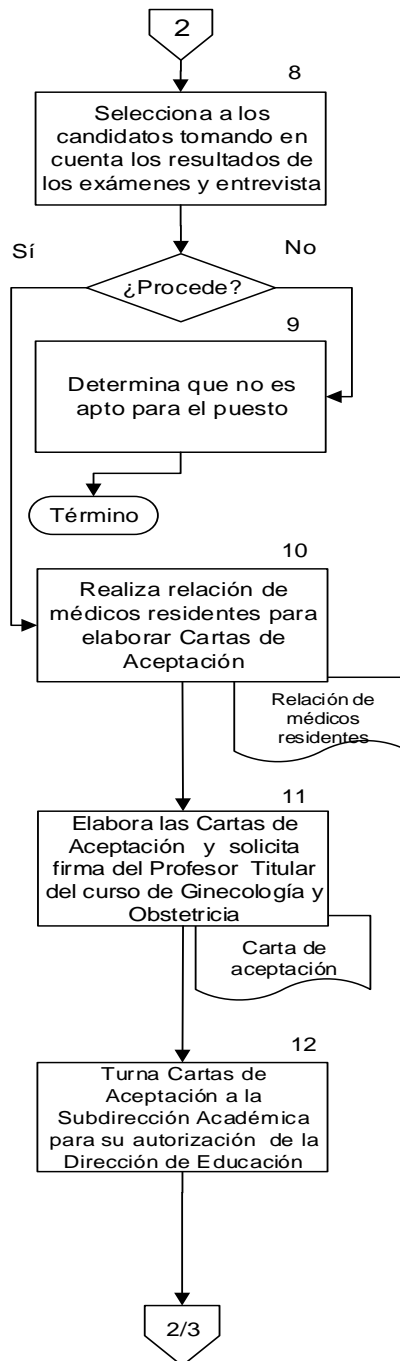 2
8
Selecciona a los
candidatos tomando en
cuenta los resultados de
los exámenes y entrevista
Sí
No
¿Procede?
9
Determina que no es
apto para el puesto
Término
10
Realiza relación de
médicos residentes para
elaborar Cartas de
Aceptación
Relación de
médicos
residentes
11
Elabora las Cartas de
Aceptación y solicita
firma del Profesor Titular
del curso de Ginecología y
Obstetricia
Carta de
aceptación
12
Turna Cartas de
Aceptación a la
Subdirección Académica
para su autorización de la
Dirección de Educación
2/3